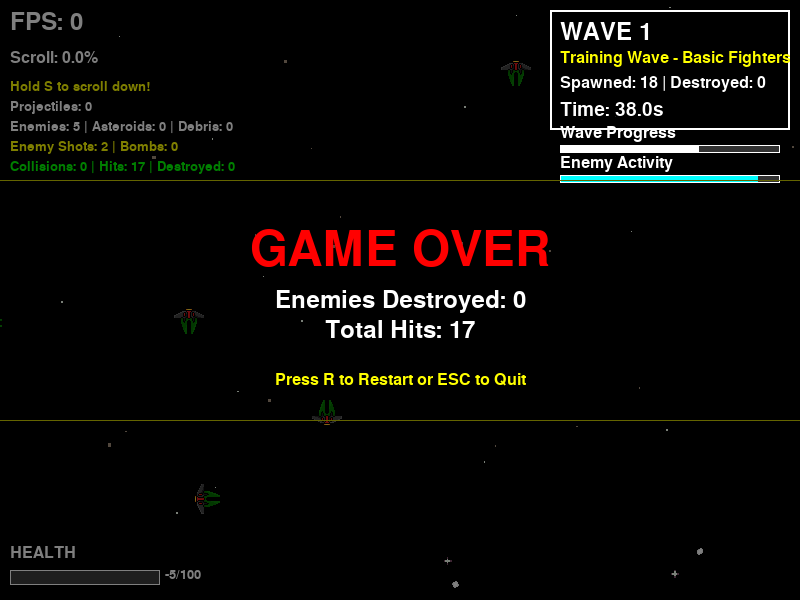 FPS: 0
Scroll: 0.0%
Hold S to scroll down!
Projectiles: 0
Enemies: 5 | Asteroids: 0 | Debris: 0
Enemy Shots: 2 | Bombs: 0
Collisions: 0 | Hits: 17 | Destroyed: 0
WAVE 1
Training Wave - Basic Fighters
Spawned: 18 | Destroyed: 0
Time: 38.0s
Wave Progress
Enemy Activity
GAME OVER
Enemies Destroyed: 0
Total Hits: 17
Press R to Restart or ESC to Quit
HEALTH
-5/100